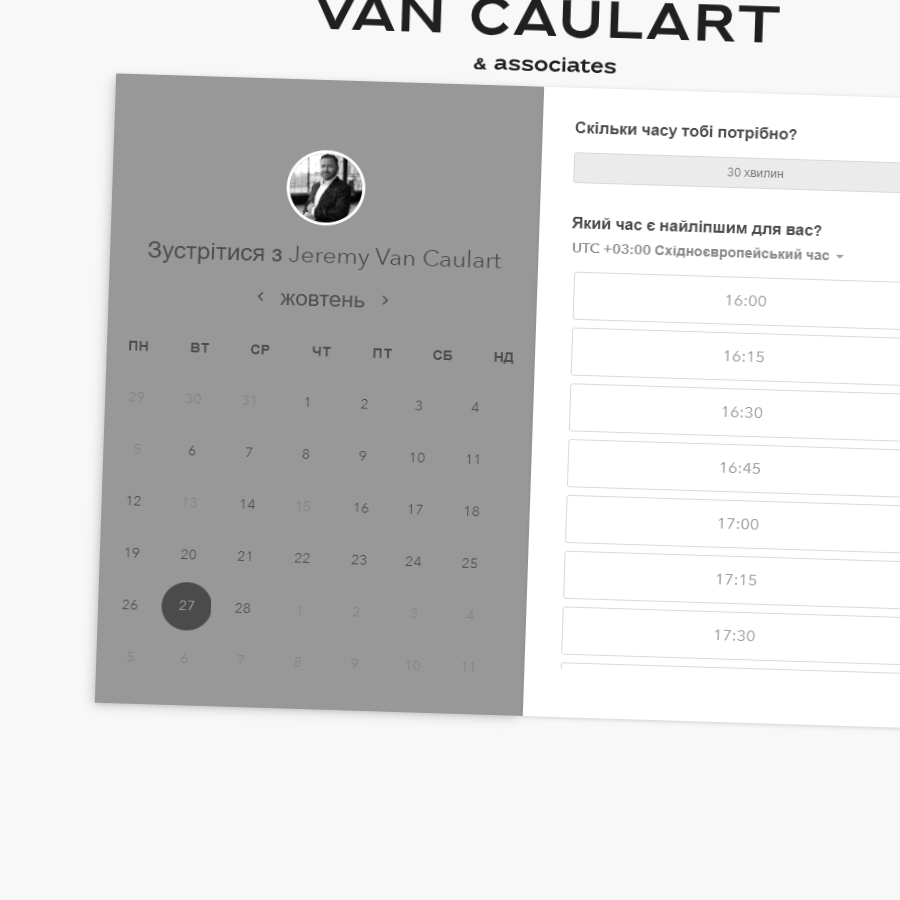 VAN CAULART
& associates
Зустрітися з Jeremy Van Caulart
‹ жовтень ›
ПН ВТ СР ЧТ ПТ СБ НД
29 30 31 1 2 3 4
5 6 7 8 9 10 11
12 13 14 15 16 17 18
19 20 21 22 23 24 25
26 27 28 1 2 3 4
5 6 7 8 9 10 11
Скільки часу тобі потрібно?
30 хвилин
Який час є найліпшим для вас?
UTC +03:00 Східноєвропейський час
16:00
16:15
16:30
16:45
17:00
17:15
17:30